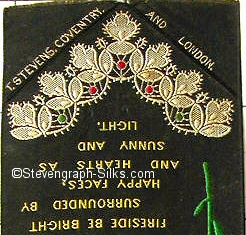 T. STEVENS. COVENTRY AND LONDON.
FIRESIDE BE BRIGHT
SURROUNDED BY
HAPPY FACES,
AND HEARTS AS
SUNNY AND
LIGHT.
©Stevengraph-Silks.com